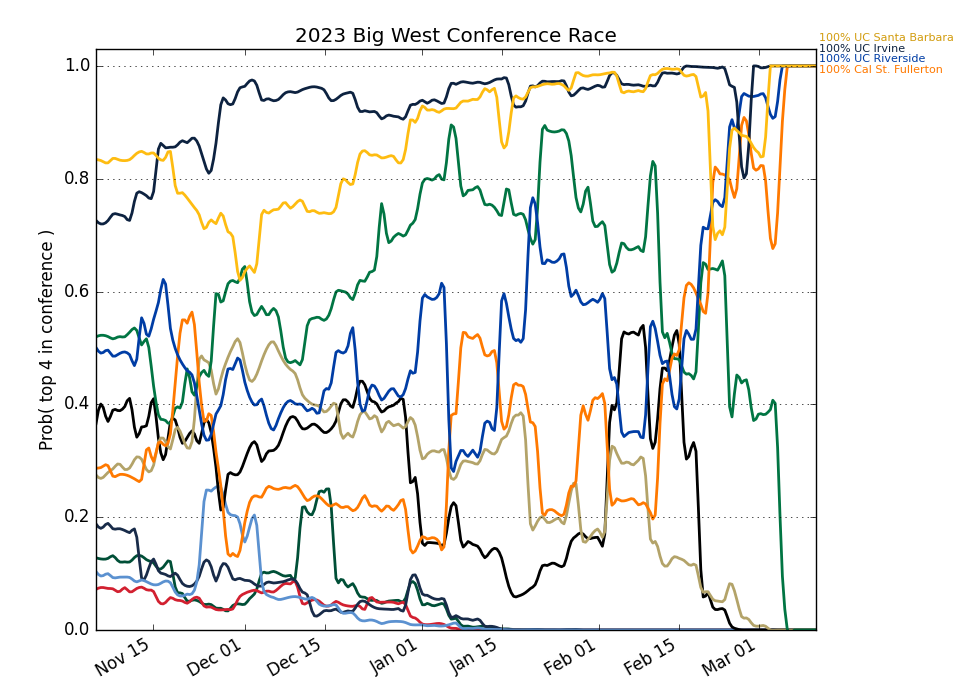 2023 Big West Conference Race
100% UC Santa Barbara
100% UC Irvine
100% UC Riverside
100% Cal St. Fullerton
Prob( top 4 in conference )
1.0
0.8
0.6
0.4
0.2
0.0
Nov 15
Dec 01
Dec 15
Jan 01
Jan 15
Feb 01
Feb 15
Mar 01